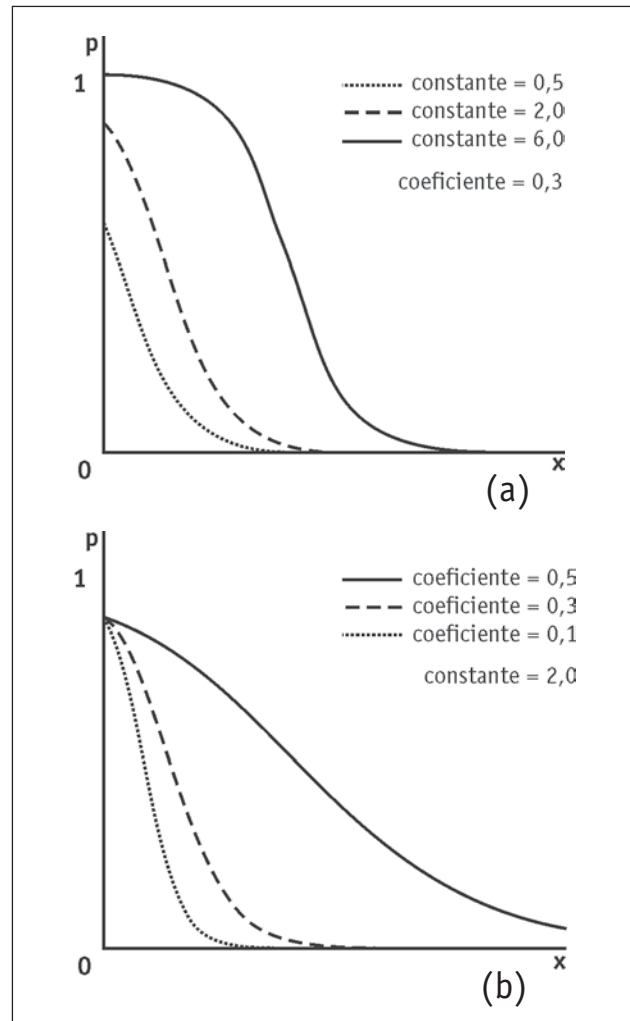 p
1
constante = 0,5
constante = 2,0
constante = 6,0
coeficiente = 0,3
0
x
(a)
p
1
coeficiente = 0,5
coeficiente = 0,3
coeficiente = 0,1
constante = 2,0
0
x
(b)